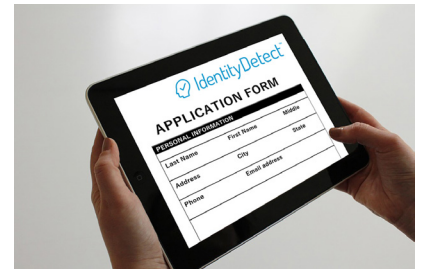 IdentityDetect
APPLICATION FORM
PERSONAL INFORMATION
Last Name First Name Middle
Address City State
Phone Email address